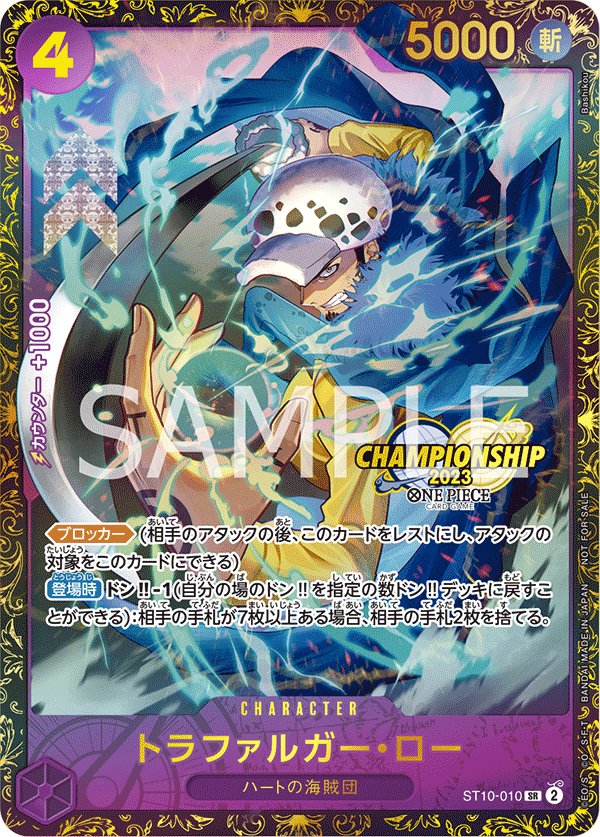 4
5000
斬
Bashikou
カウンター +1000
SAMPLE
CHAMPIONSHIP
2023
ONE PIECE
CARD GAME
ブロッカー (相手のアタックの後、このカードをレストにし、アタックの
対象をこのカードにできる)
登場時 ドン!!-1(自分の場のドン!!を指定の数ドン!!デッキに戻すこ
とができる):相手の手札が7枚以上ある場合、相手の手札2枚を捨てる。
CHARACTER
トラファルガー・ロー
ハートの海賊団
ST10-010 SR 2
©E.O./S., ©E.O./S.,C,S,F,T © BANDAI MADE IN JAPAN NOT FOR SALE